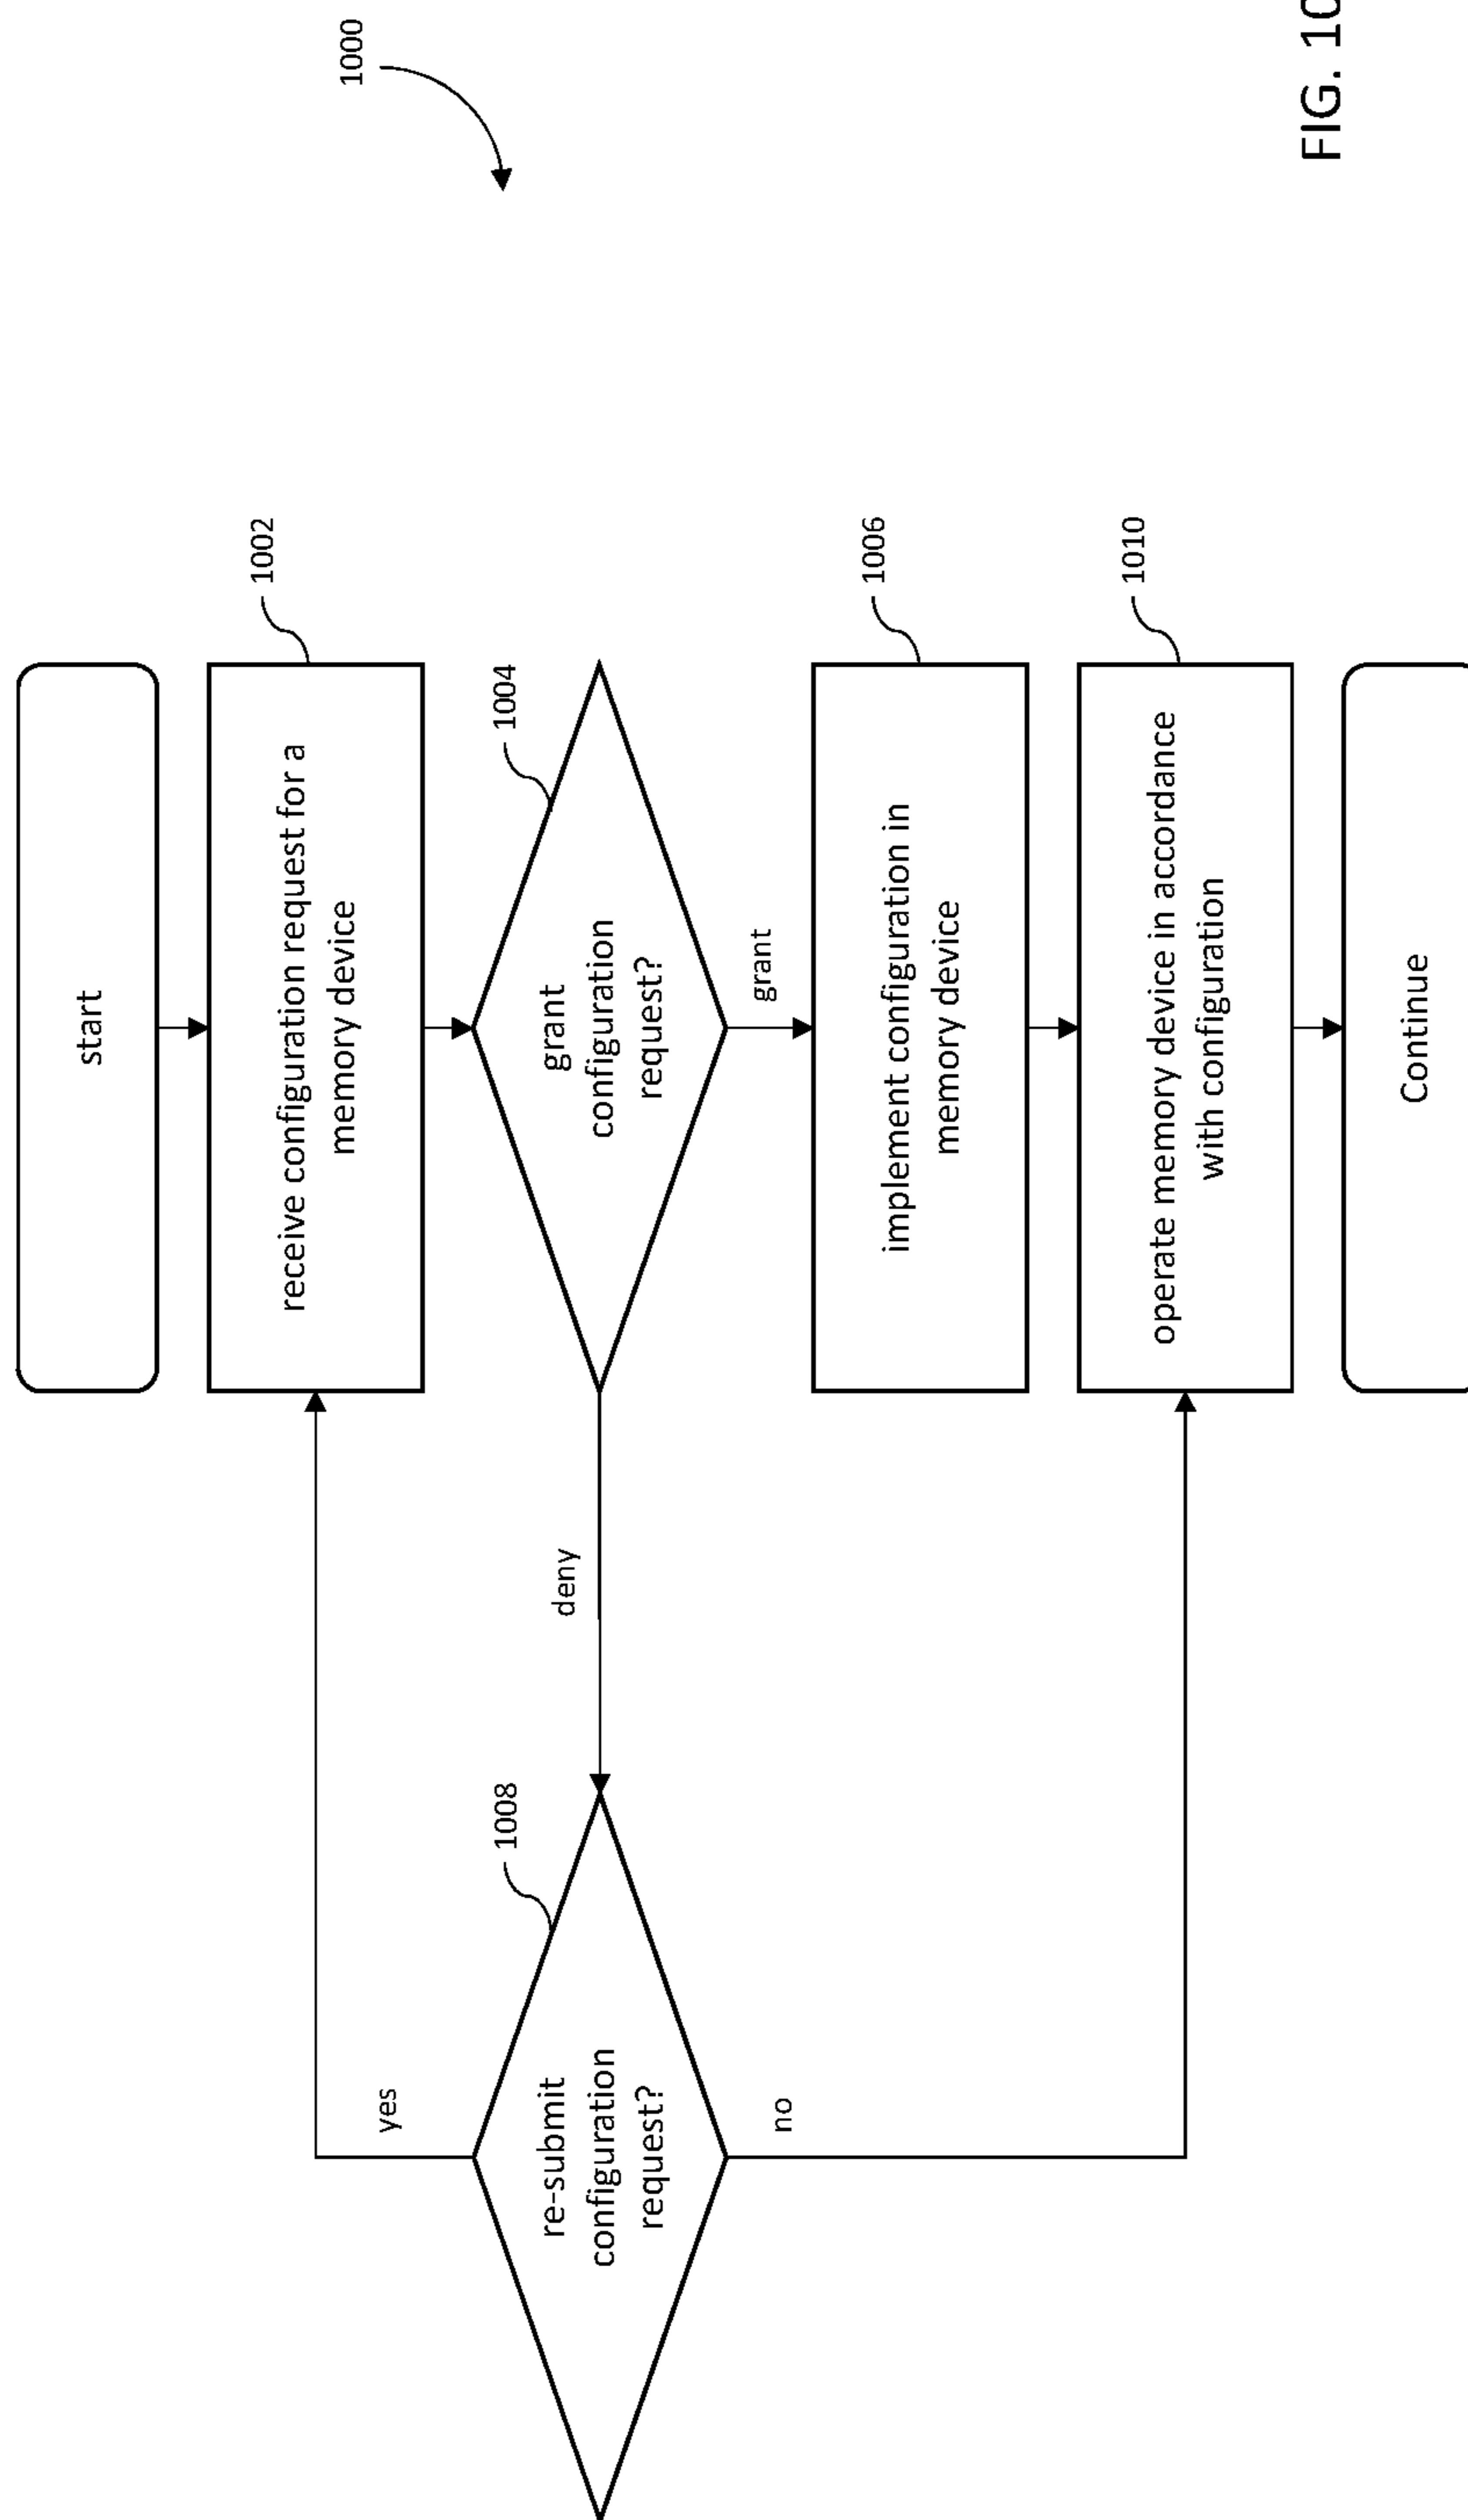 start
1000
receive configuration request for a
memory device
1002
grant
configuration
request?
1004
deny
re-submit
configuration
request?
1008
yes
no
grant
implement configuration in
memory device
1006
operate memory device in accordance
with configuration
1010
Continue
FIG. 10